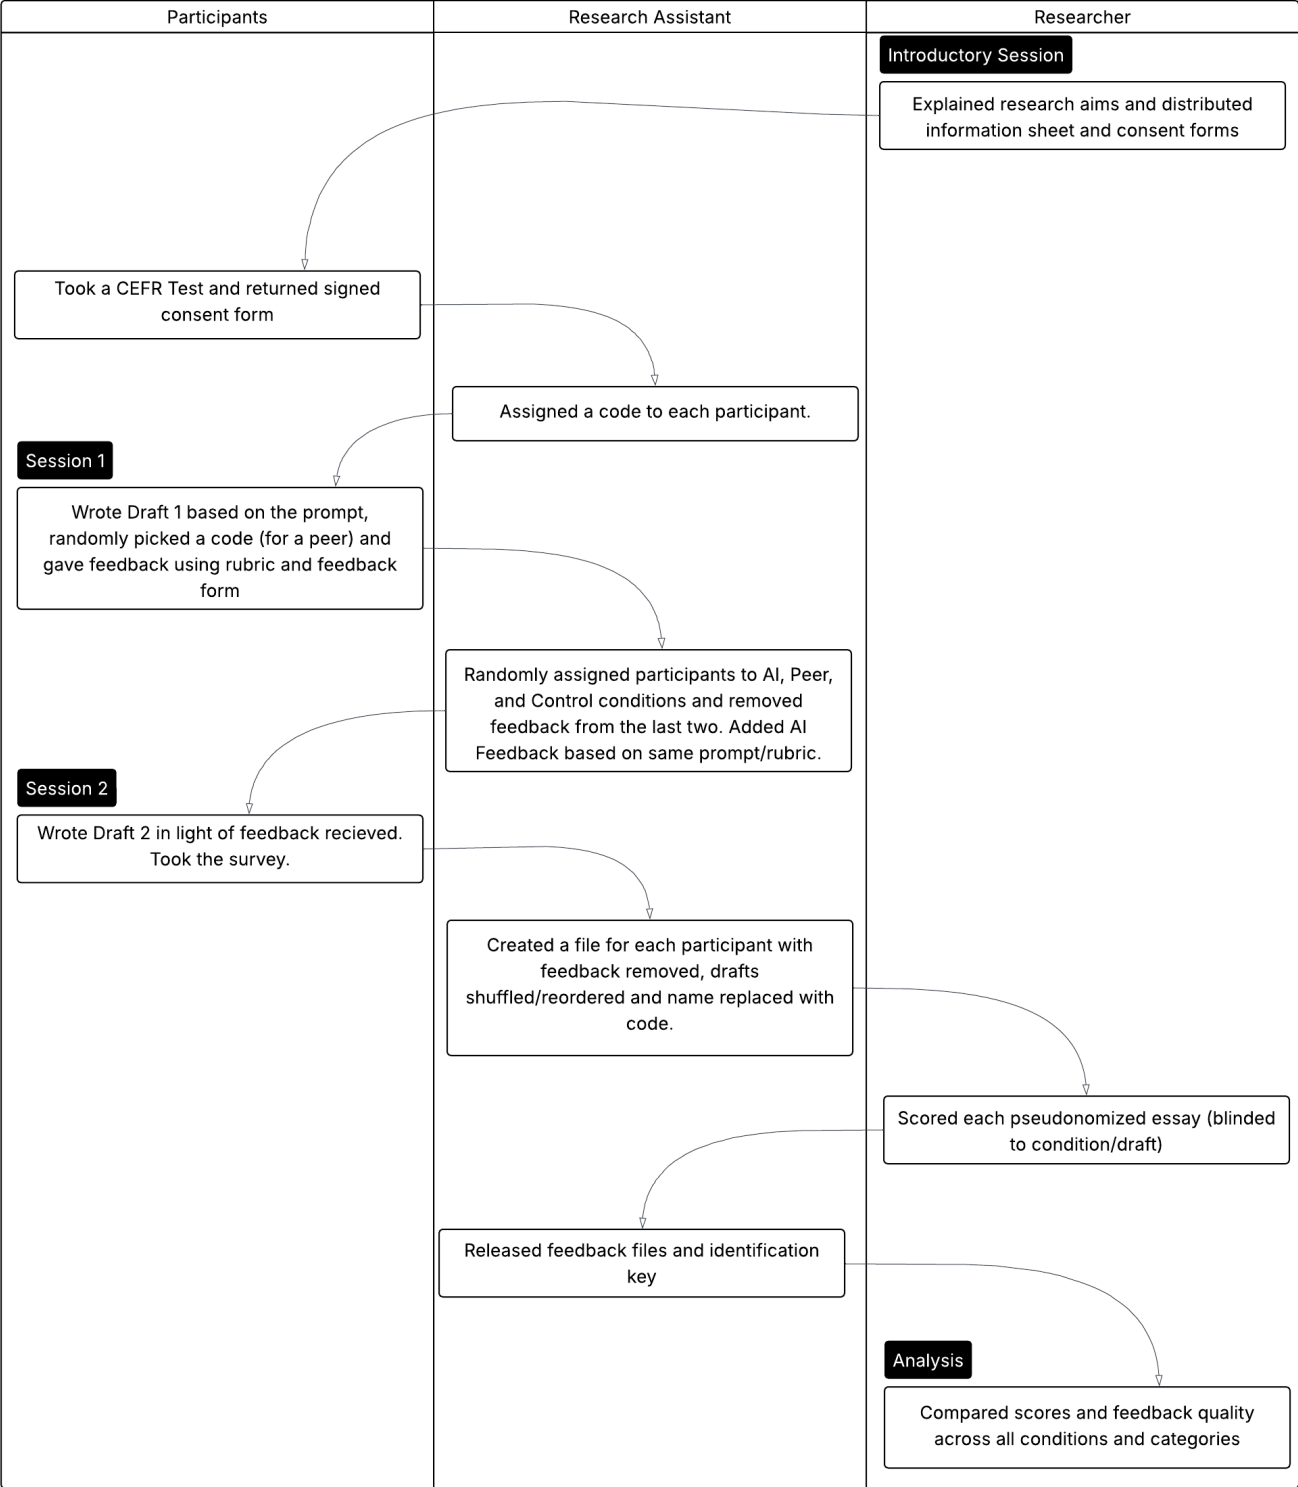 Participants
Research Assistant
Researcher
Introductory Session
Explained research aims and distributed
information sheet and consent forms
Took a CEFR Test and returned signed
consent form
Assigned a code to each participant.
Session 1
Wrote Draft 1 based on the prompt,
randomly picked a code (for a peer) and
gave feedback using rubric and feedback
form
Randomly assigned participants to AI, Peer,
and Control conditions and removed
feedback from the last two. Added AI
Feedback based on same prompt/rubric.
Session 2
Wrote Draft 2 in light of feedback recieved.
Took the survey.
Created a file for each participant with
feedback removed, drafts
shuffled/reordered and name replaced with
code.
Scored each pseudonomized essay (blinded
to condition/draft)
Released feedback files and identification
key
Analysis
Compared scores and feedback quality
across all conditions and categories